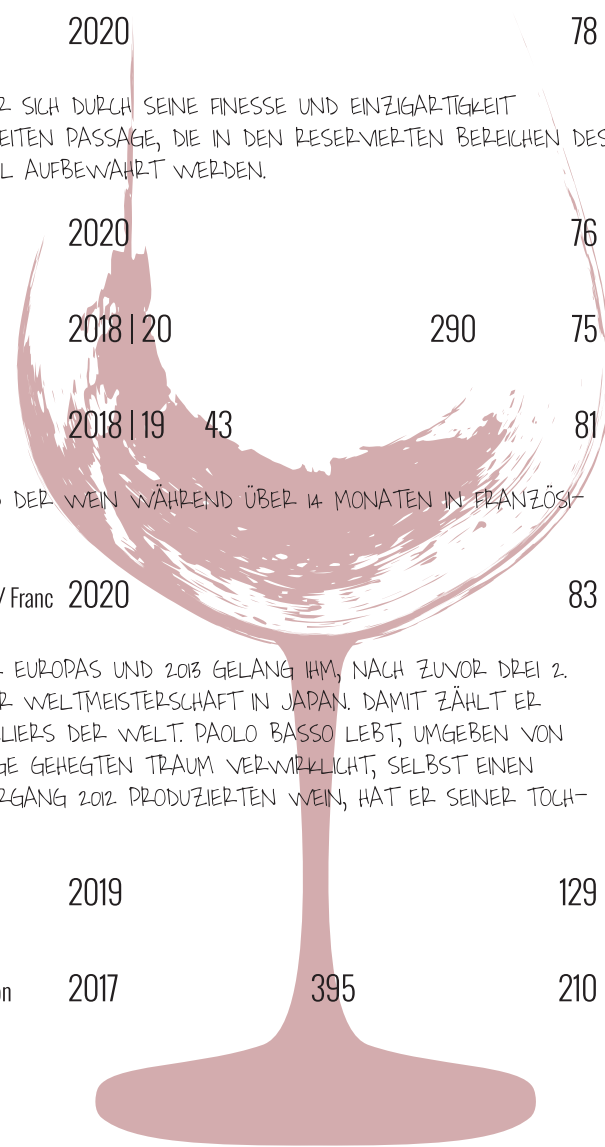 2020 78
R SICH DURCH SEINE FINESSE UND EINZIGARTIGKEIT
EITEN PASSAGE, DIE IN DEN RESERVIERTEN BEREICHEN DES
L AUFBEWAHRT WERDEN.
2020 76
2018 | 20 290 75
2018 | 19 43 81
DER WEIN WÄHREND ÜBER 14 MONATEN IN FRANZÖSI-
/ Franc 2020 83
EUROPAS UND 2013 GELANG IHM, NACH ZUVOR DREI 2.
R WELTMEISTERSCHAFT IN JAPAN. DAMIT ZÄHLT ER
LIERS DER WELT. PAOLO BASSO LEBT, UMGEBEN VON
GE GEHEGTEN TRAUM VERWIRKLICHT, SELBST EINEN
RGANG 2012 PRODUZIERTEN WEIN, HAT ER SEINER TOCH-
2019 129
on 2017 395 210